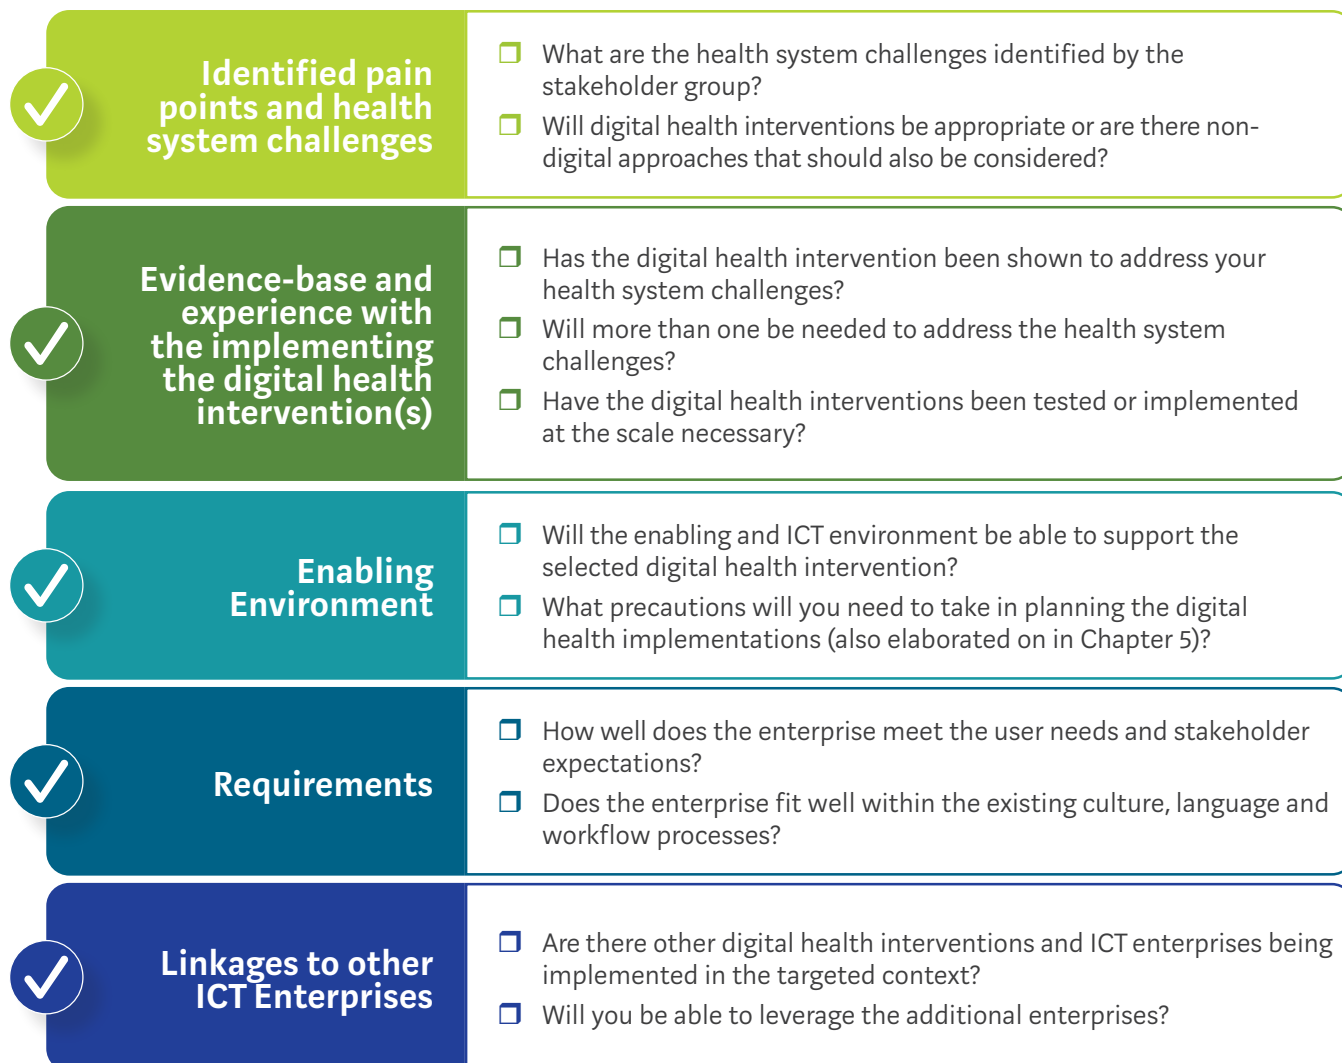 Identified pain
points and health
system challenges
What are the health system challenges identified by the
stakeholder group?
Will digital health interventions be appropriate or are there non-
digital approaches that should also be considered?
Evidence-base and
experience with
the implementing
the digital health
intervention(s)
Has the digital health intervention been shown to address your
health system challenges?
Will more than one be needed to address the health system
challenges?
Have the digital health interventions been tested or implemented
at the scale necessary?
Enabling
Environment
Will the enabling and ICT environment be able to support the
selected digital health intervention?
What precautions will you need to take in planning the digital
health implementations (also elaborated on in Chapter 5)?
Requirements
How well does the enterprise meet the user needs and stakeholder
expectations?
Does the enterprise fit well within the existing culture, language and
workflow processes?
Linkages to other
ICT Enterprises
Are there other digital health interventions and ICT enterprises being
implemented in the targeted context?
Will you be able to leverage the additional enterprises?